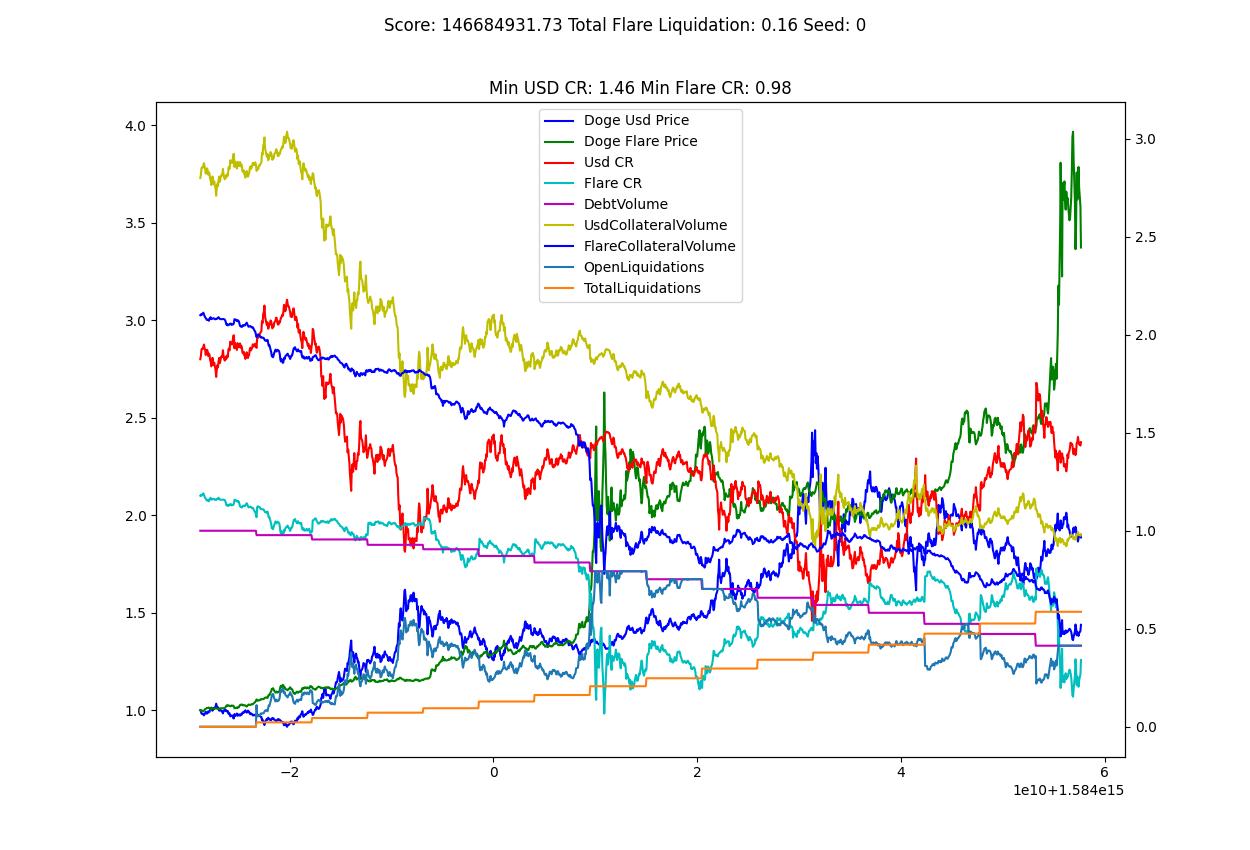 Score: 146684931.73 Total Flare Liquidation: 0.16 Seed: 0
Min USD CR: 1.46 Min Flare CR: 0.98
Doge Usd Price
Doge Flare Price
Usd CR
Flare CR
DebtVolume
UsdCollateralVolume
FlareCollateralVolume
OpenLiquidations
TotalLiquidations
4.0
3.5
3.0
2.5
2.0
1.5
1.0
3.0
2.5
2.0
1.5
1.0
0.5
0.0
−2
0
2
4
6
1e10+1.584e15